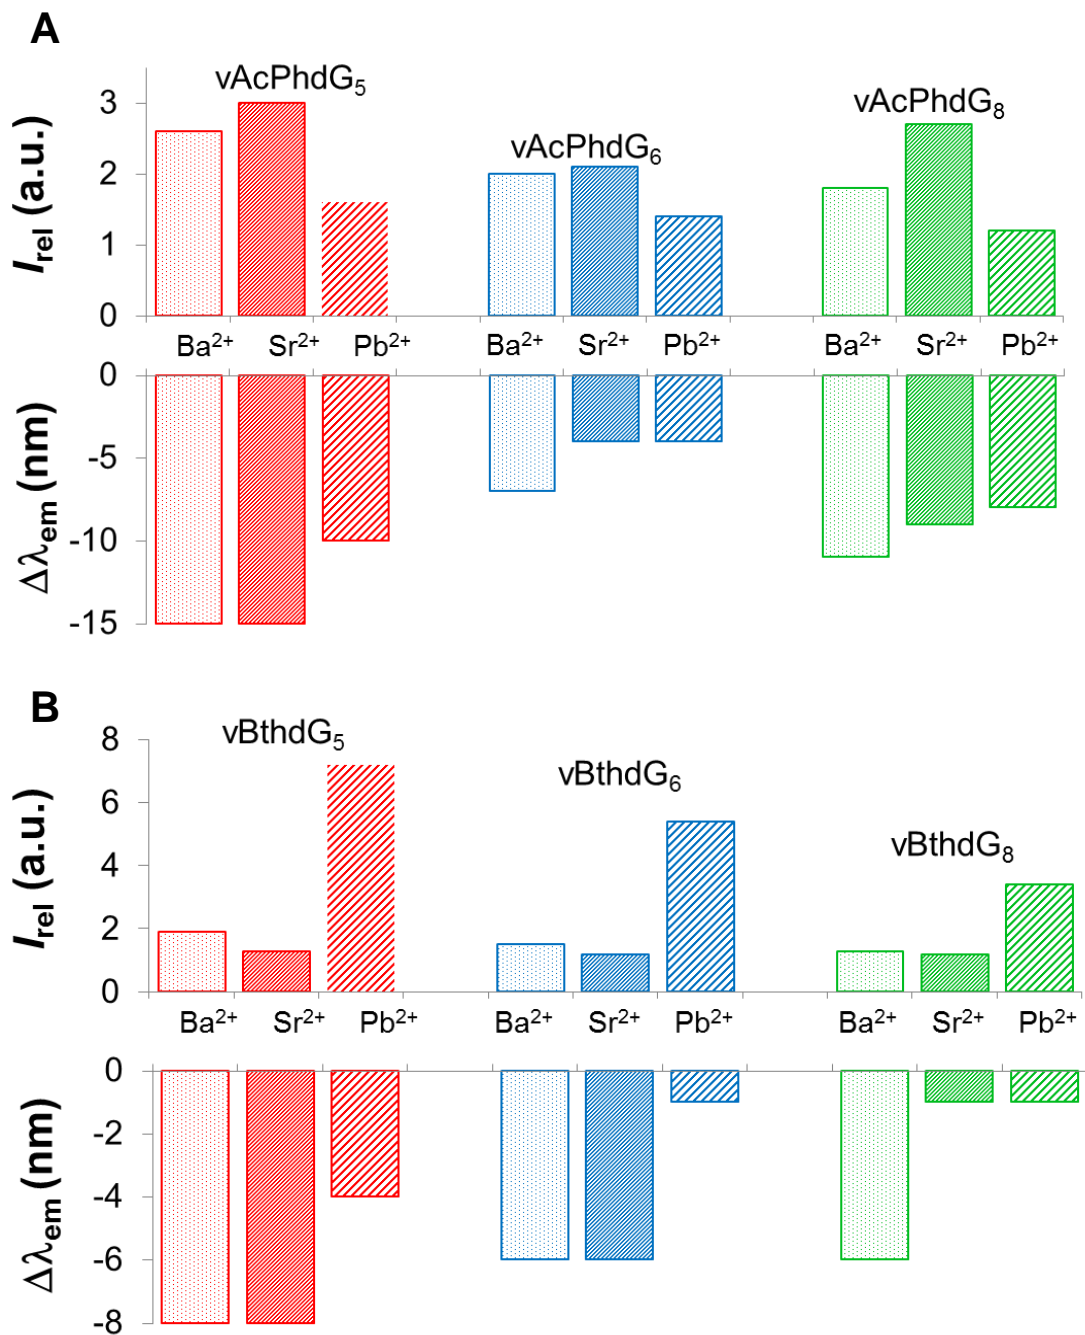 A
vAcPhdG5
vAcPhdG6
vAcPhdG8
Irel (a.u.)
3
2
1
0
Ba2+ Sr2+ Pb2+ Ba2+ Sr2+ Pb2+ Ba2+ Sr2+ Pb2+
Δλem (nm)
0
-5
-10
-15
B
vBthdG5
vBthdG6
vBthdG8
Irel (a.u.)
8
6
4
2
0
Ba2+ Sr2+ Pb2+ Ba2+ Sr2+ Pb2+ Ba2+ Sr2+ Pb2+
Δλem (nm)
0
-2
-4
-6
-8